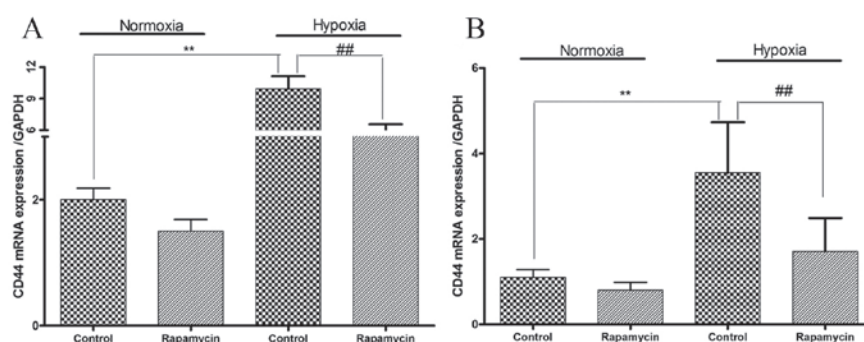 A
Normoxia
Hypoxia
**
##
CD44 mRNA expression /GAPDH
12
9
6
2
0
Control
Rapamycin
Control
Rapamycin
B
Normoxia
Hypoxia
**
##
CD44 mRNA expression /GAPDH
6
4
2
0
Control
Rapamycin
Control
Rapamycin